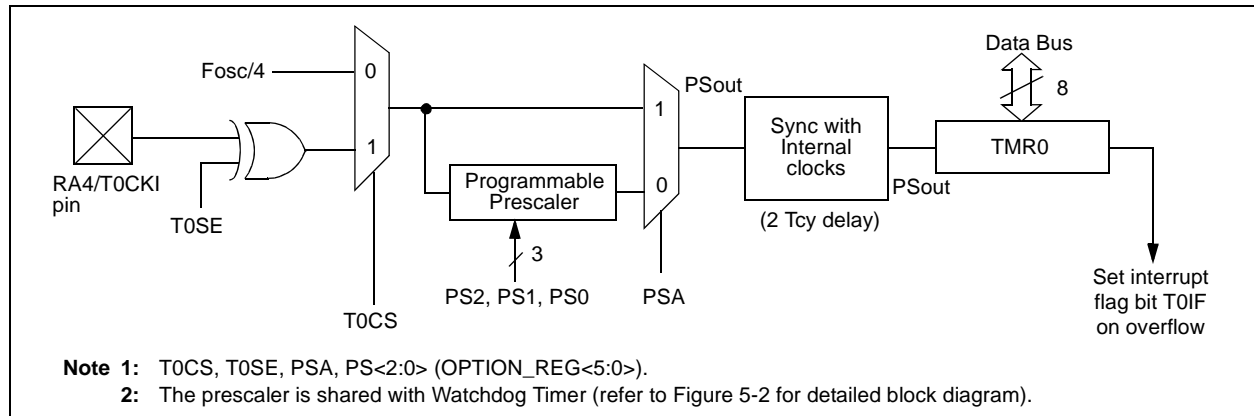 Data Bus
8
Fosc/4
0
1
RA4/T0CKI
pin
T0SE
T0CS
Programmable
Prescaler
3
PS2, PS1, PS0
1
0
PSA
PSout
Sync with
Internal
clocks
(2 Tcy delay)
PSout
TMR0
Set interrupt
flag bit T0IF
on overflow
Note 1: T0CS, T0SE, PSA, PS<2:0> (OPTION_REG<5:0>).
2: The prescaler is shared with Watchdog Timer (refer to Figure 5-2 for detailed block diagram).